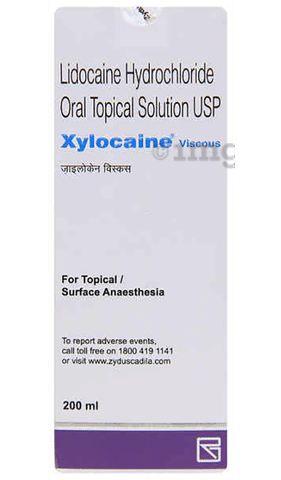 Lidocaine Hydrochloride
Oral Topical Solution USP
Xylocaine® Viscous
1mg
ज़ाइलोकेन विस्कस
For Topical /
Surface Anaesthesia
To report adverse events,
call toll free on 1800 419 1141
or visit www.zyduscadila.com
200 ml